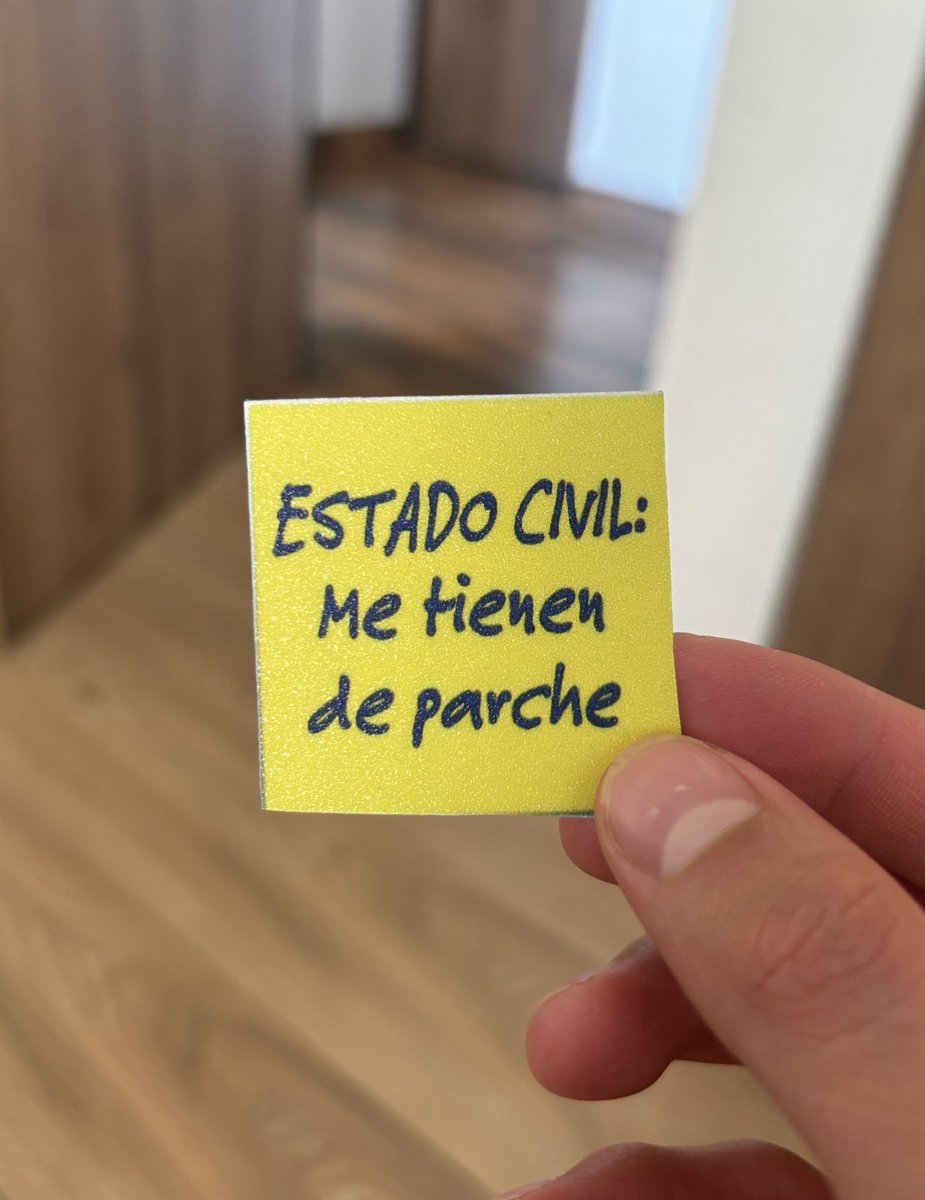 ESTADO CIVIL:
Me tienen
de parche